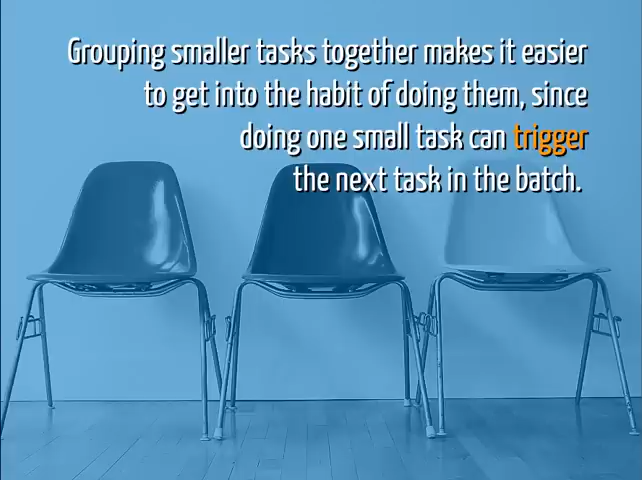 Grouping smaller tasks together makes it easier
to get into the habit of doing them, since
doing one small task can trigger
the next task in the batch.